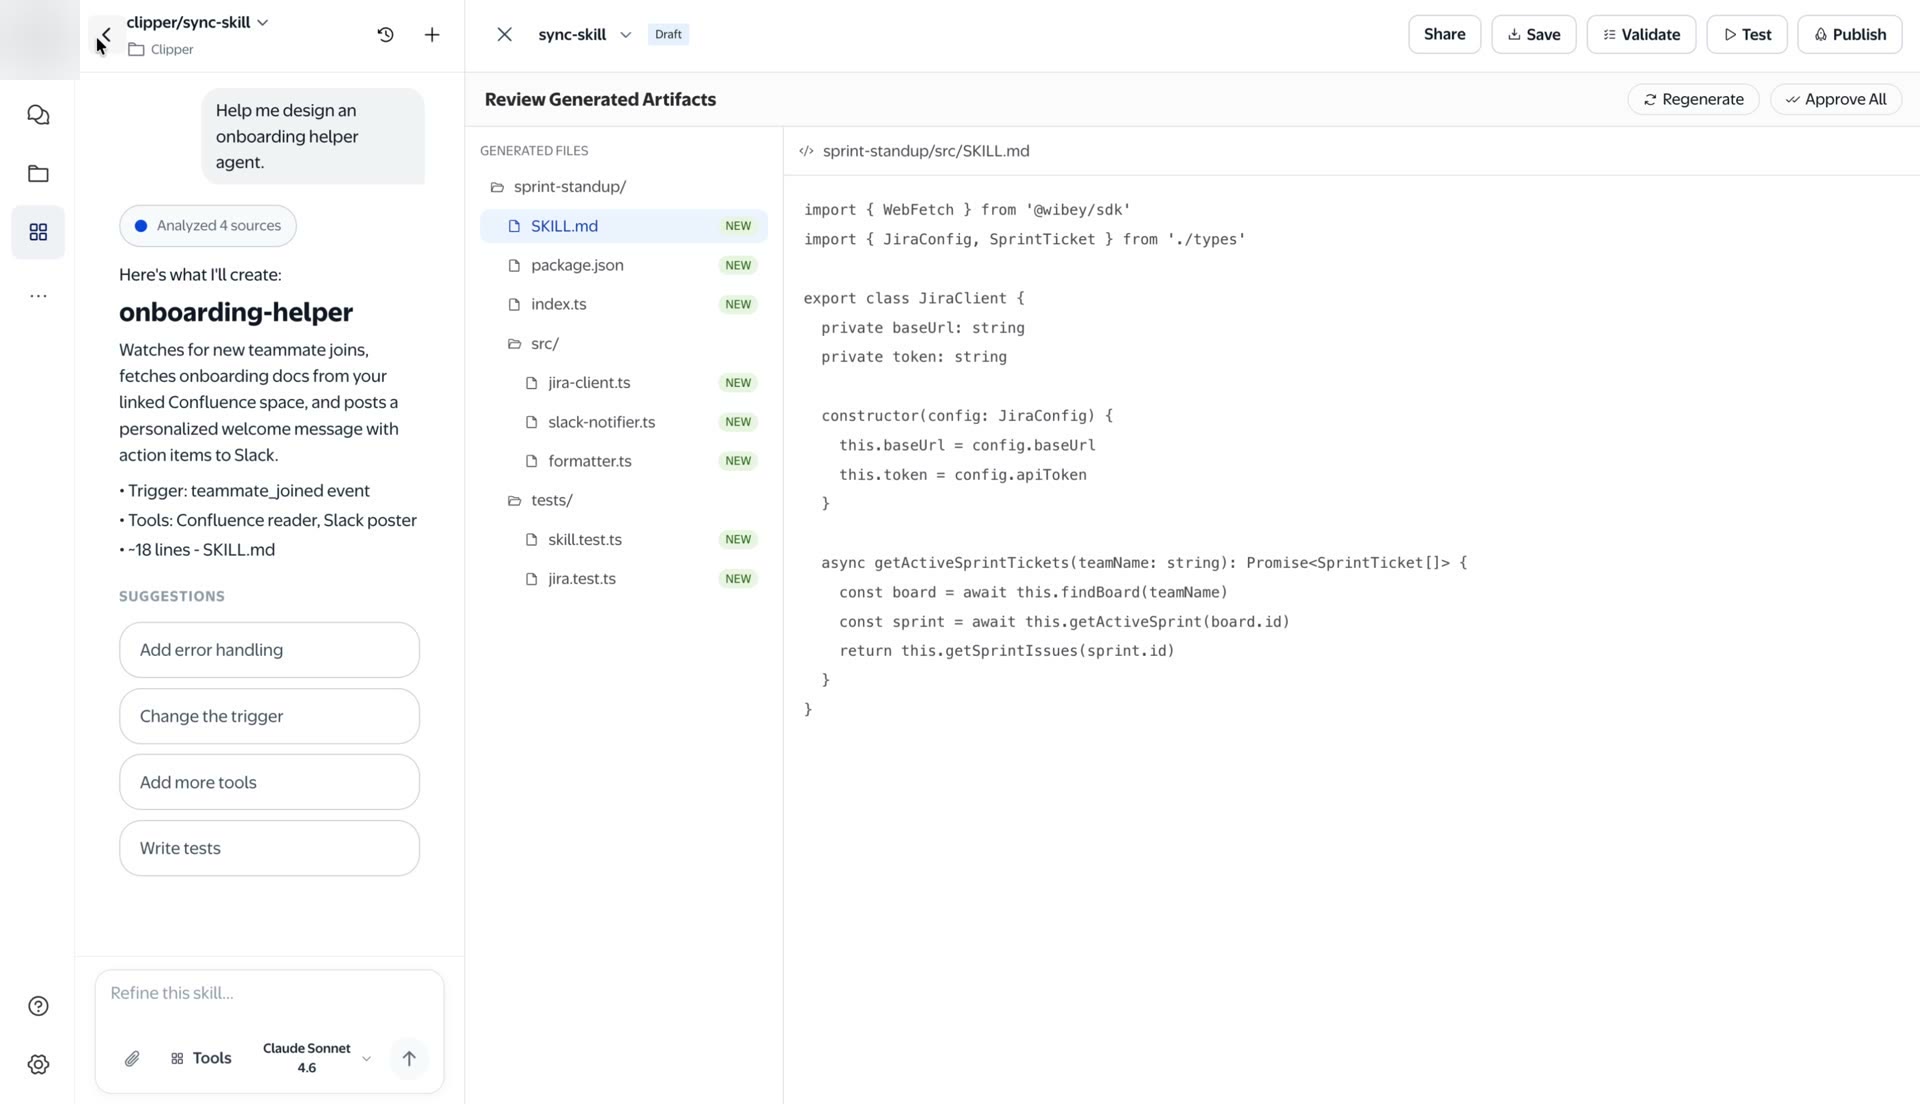 clipper/sync-skill
Clipper
Help me design an
onboarding helper
agent.
Analyzed 4 sources
Here's what I'll create:
onboarding-helper
Watches for new teammate joins,
fetches onboarding docs from your
linked Confluence space, and posts a
personalized welcome message with
action items to Slack.
• Trigger: teammate_joined event
• Tools: Confluence reader, Slack poster
• ~18 lines - SKILL.md
SUGGESTIONS
Add error handling
Change the trigger
Add more tools
Write tests
Refine this skill...
Tools
Claude Sonnet
4.6
sync-skill
Draft
Share
Save
Validate
Test
Publish
Review Generated Artifacts
Regenerate
Approve All
GENERATED FILES
sprint-standup/
SKILL.md NEW
package.json NEW
index.ts NEW
src/
jira-client.ts NEW
slack-notifier.ts NEW
formatter.ts NEW
tests/
skill.test.ts NEW
jira.test.ts NEW
</> sprint-standup/src/SKILL.md
import { WebFetch } from '@wibey/sdk'
import { JiraConfig, SprintTicket } from './types'
export class JiraClient {
private baseUrl: string
private token: string
constructor(config: JiraConfig) {
this.baseUrl = config.baseUrl
this.token = config.apiToken
}
async getActiveSprintTickets(teamName: string): Promise<SprintTicket[]> {
const board = await this.findBoard(teamName)
const sprint = await this.getActiveSprint(board.id)
return this.getSprintIssues(sprint.id)
}
}